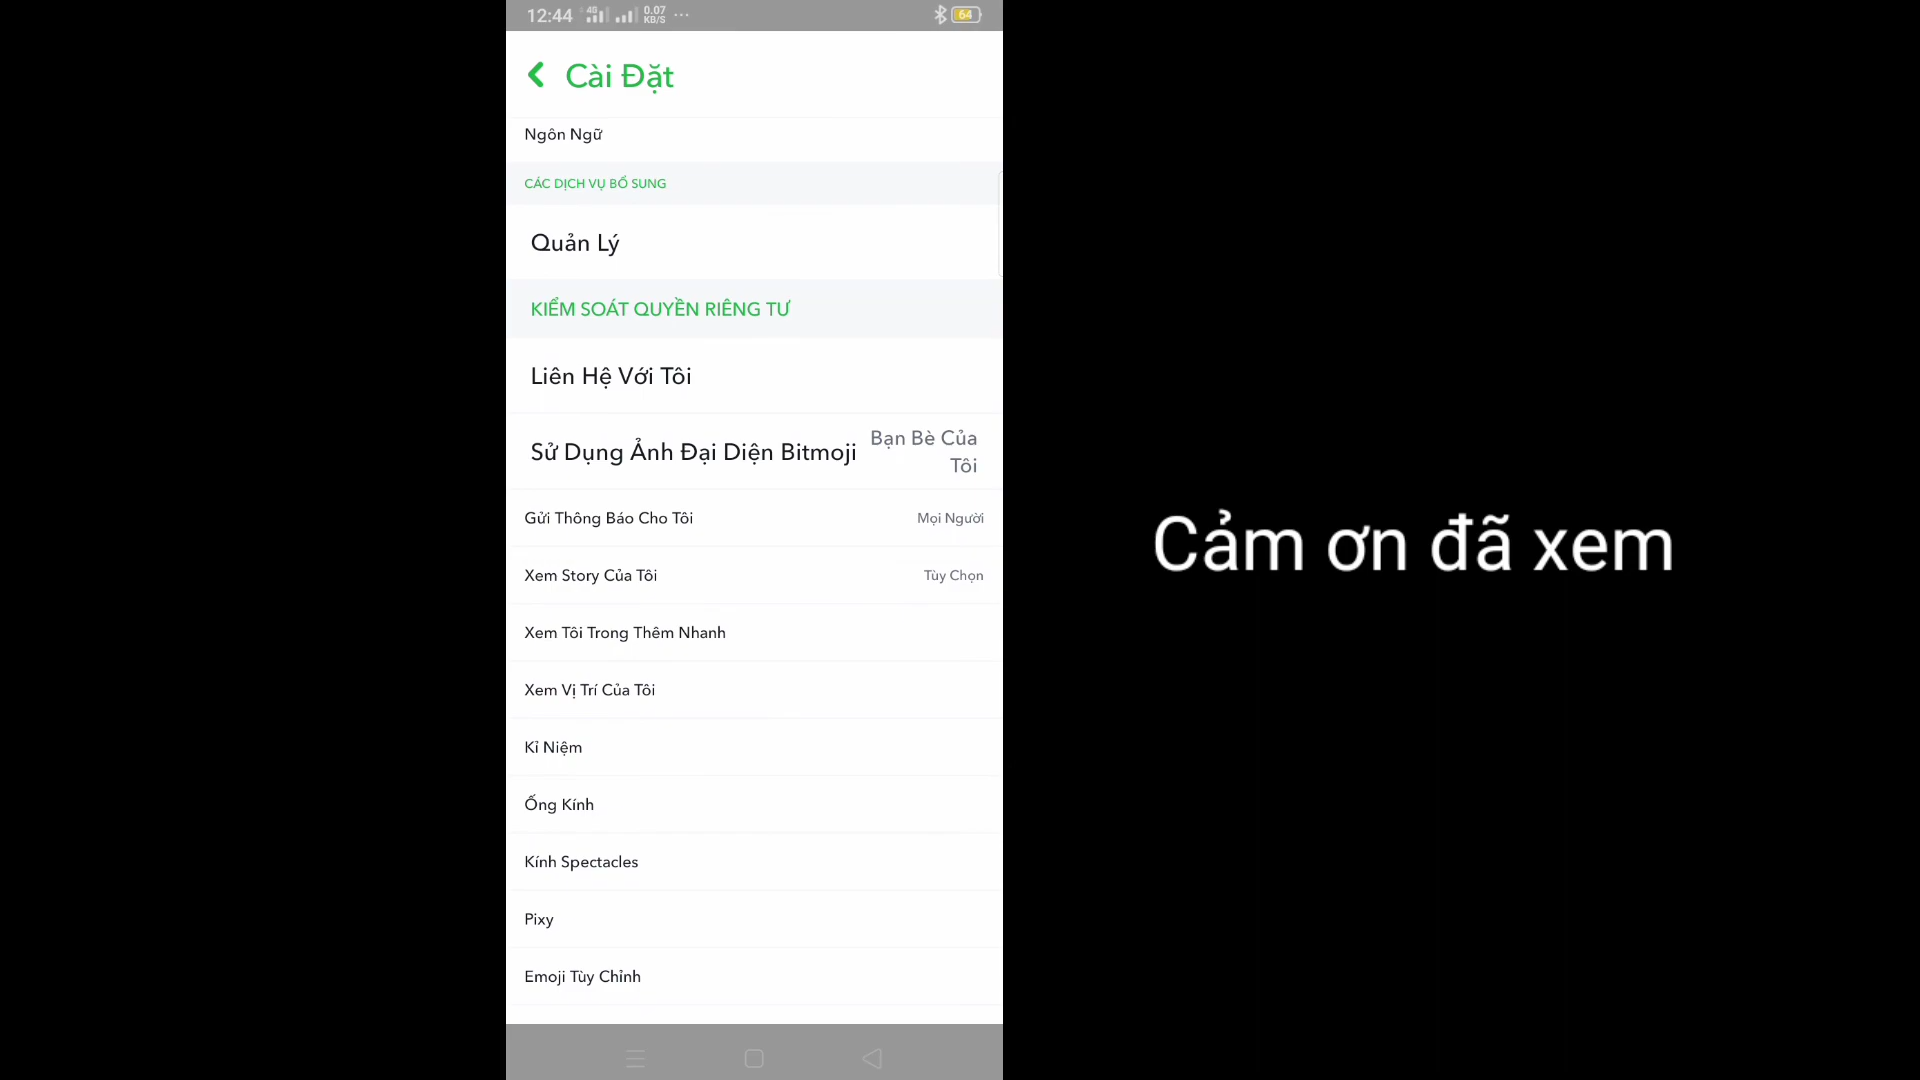 12:44 4G 0.07 KB/S ... 64
Cài Đặt
Ngôn Ngữ
CÁC DỊCH VỤ BỔ SUNG
Quản Lý
KIỂM SOÁT QUYỀN RIÊNG TƯ
Liên Hệ Với Tôi
Sử Dụng Ảnh Đại Diện Bitmoji Bạn Bè Của
Tôi
Gửi Thông Báo Cho Tôi Mọi Người
Xem Story Của Tôi Tùy Chọn
Xem Tôi Trong Thêm Nhanh
Xem Vị Trí Của Tôi
Kỉ Niệm
Ống Kính
Kính Spectacles
Pixy
Emoji Tùy Chỉnh
Cảm ơn đã xem